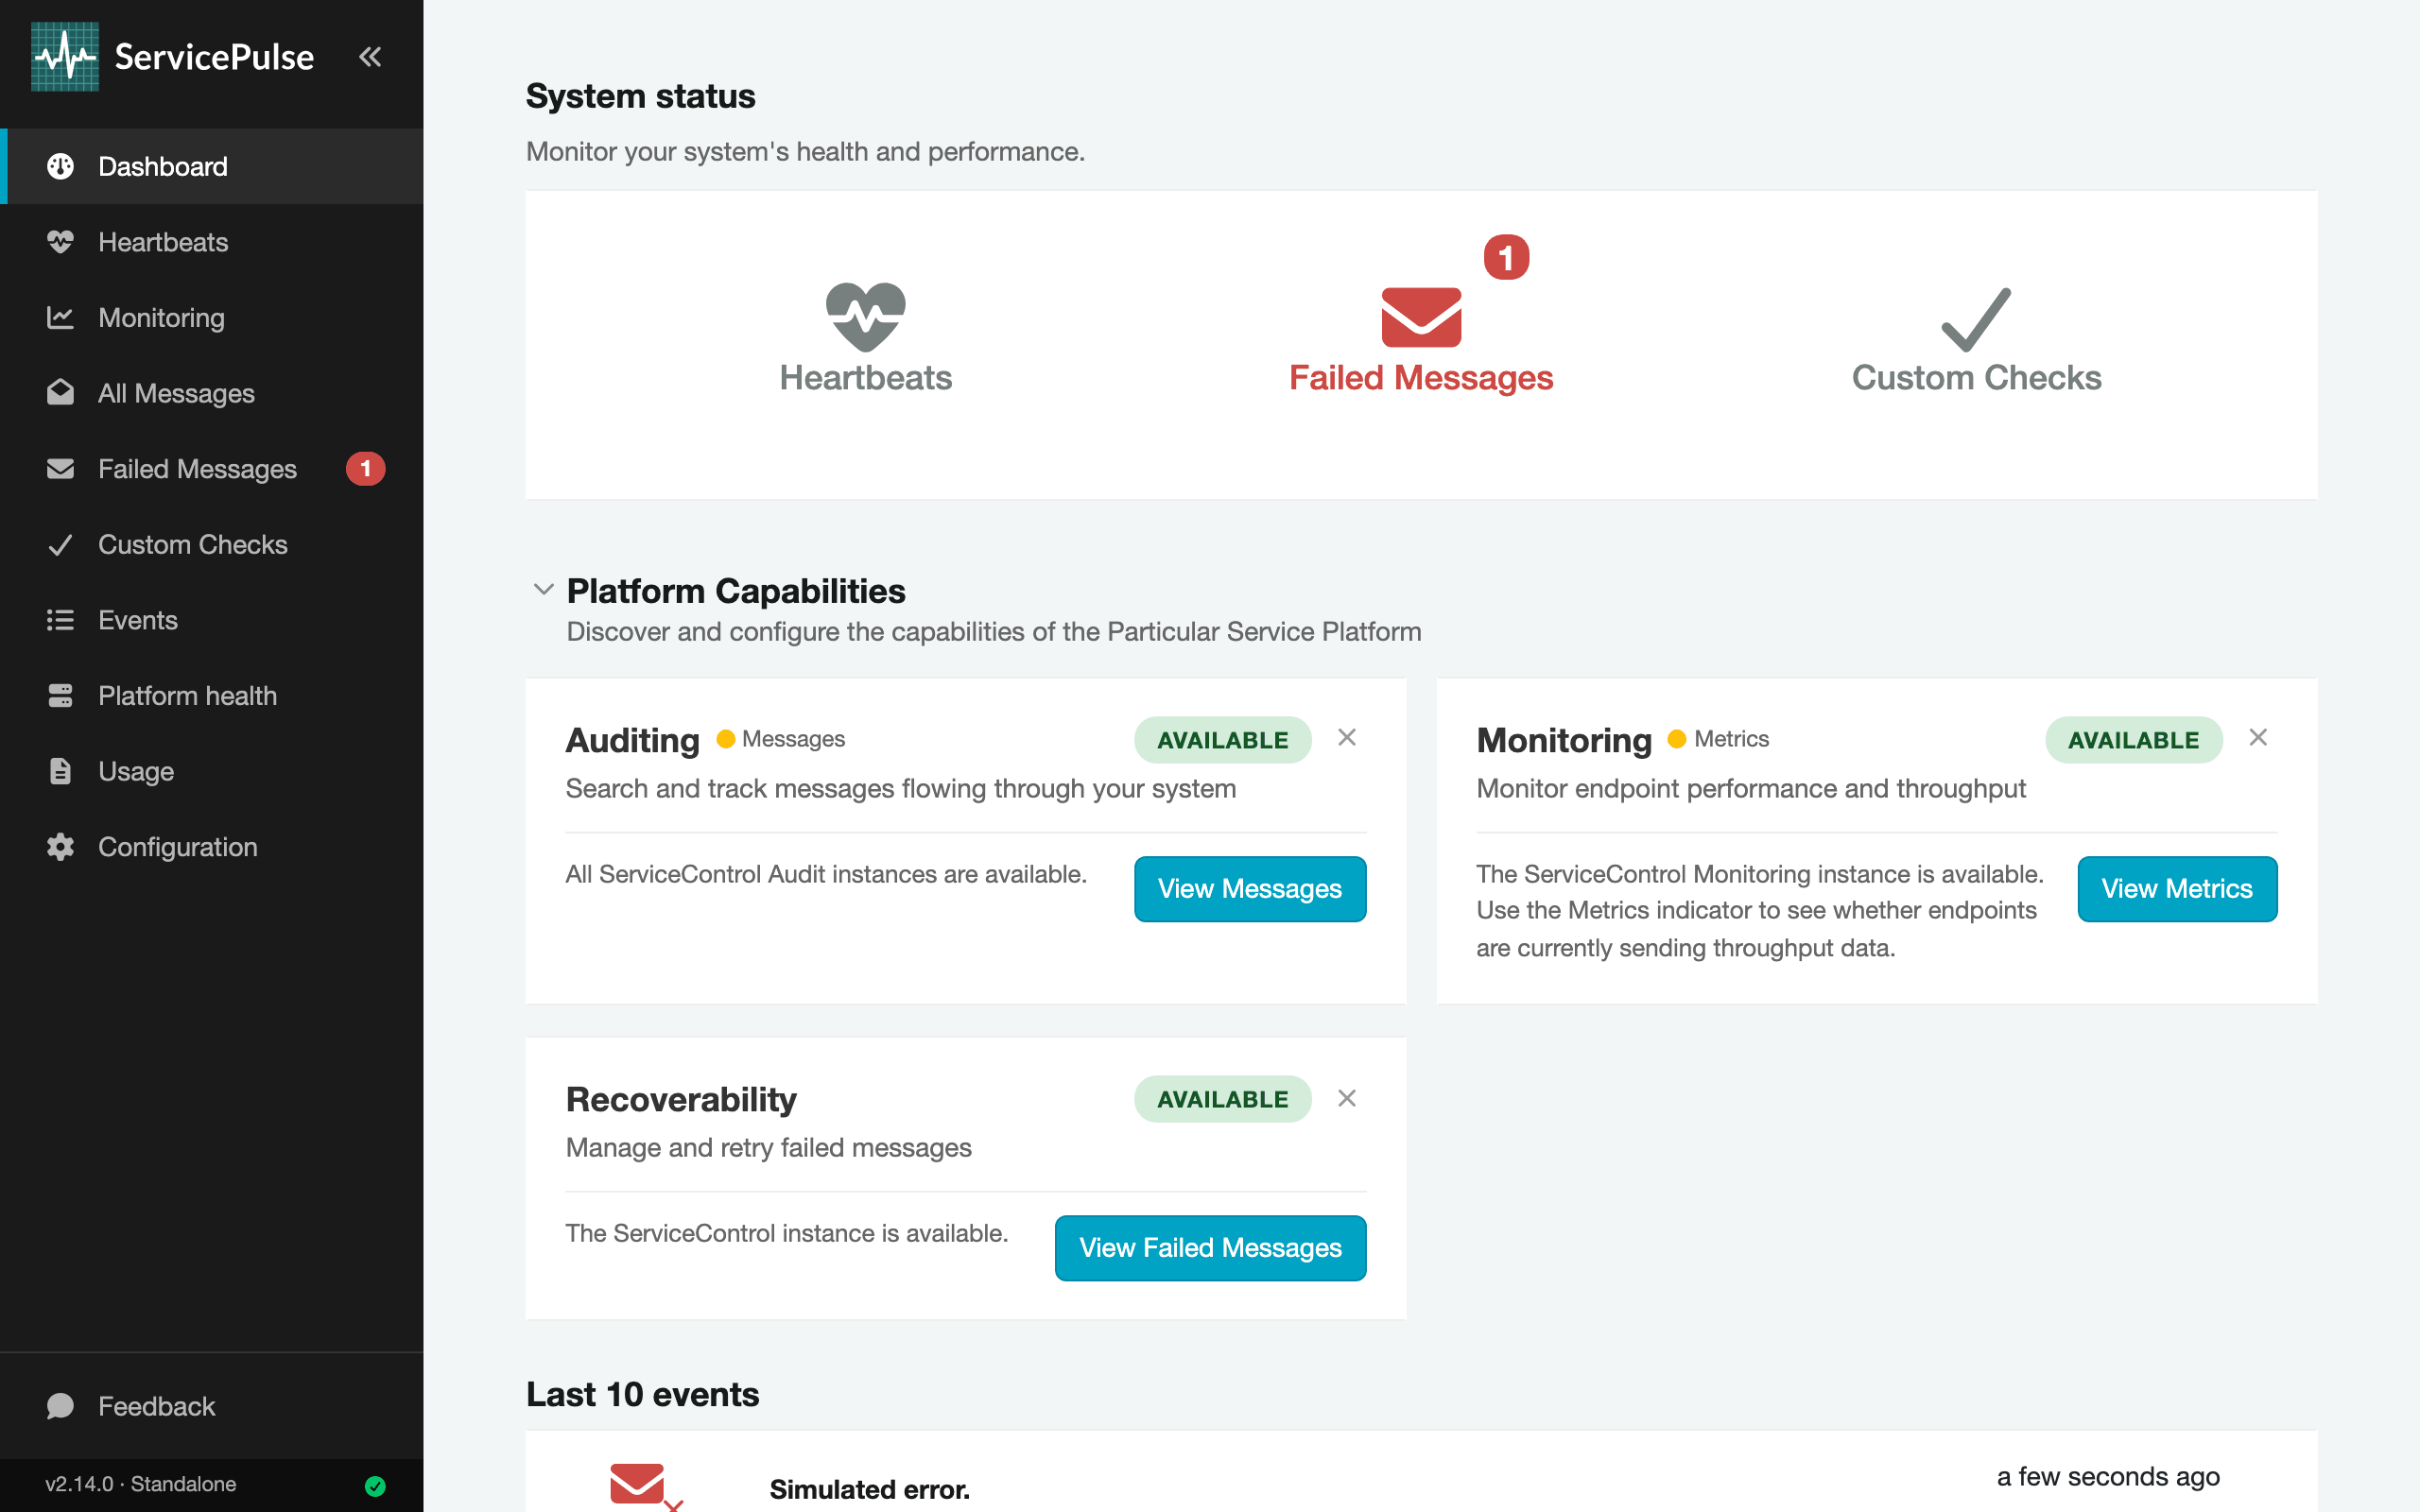 ServicePulse
Dashboard
Heartbeats
Monitoring
All Messages
Failed Messages 1
Custom Checks
Events
Platform health
Usage
Configuration
Feedback
v2.14.0 · Standalone
System status
Monitor your system's health and performance.
Heartbeats
1
Failed Messages
Custom Checks
Platform Capabilities
Discover and configure the capabilities of the Particular Service Platform
Auditing Messages AVAILABLE
Search and track messages flowing through your system
All ServiceControl Audit instances are available.
View Messages
Monitoring Metrics AVAILABLE
Monitor endpoint performance and throughput
The ServiceControl Monitoring instance is available.
Use the Metrics indicator to see whether endpoints
are currently sending throughput data.
View Metrics
Recoverability AVAILABLE
Manage and retry failed messages
The ServiceControl instance is available.
View Failed Messages
Last 10 events
Simulated error.
a few seconds ago